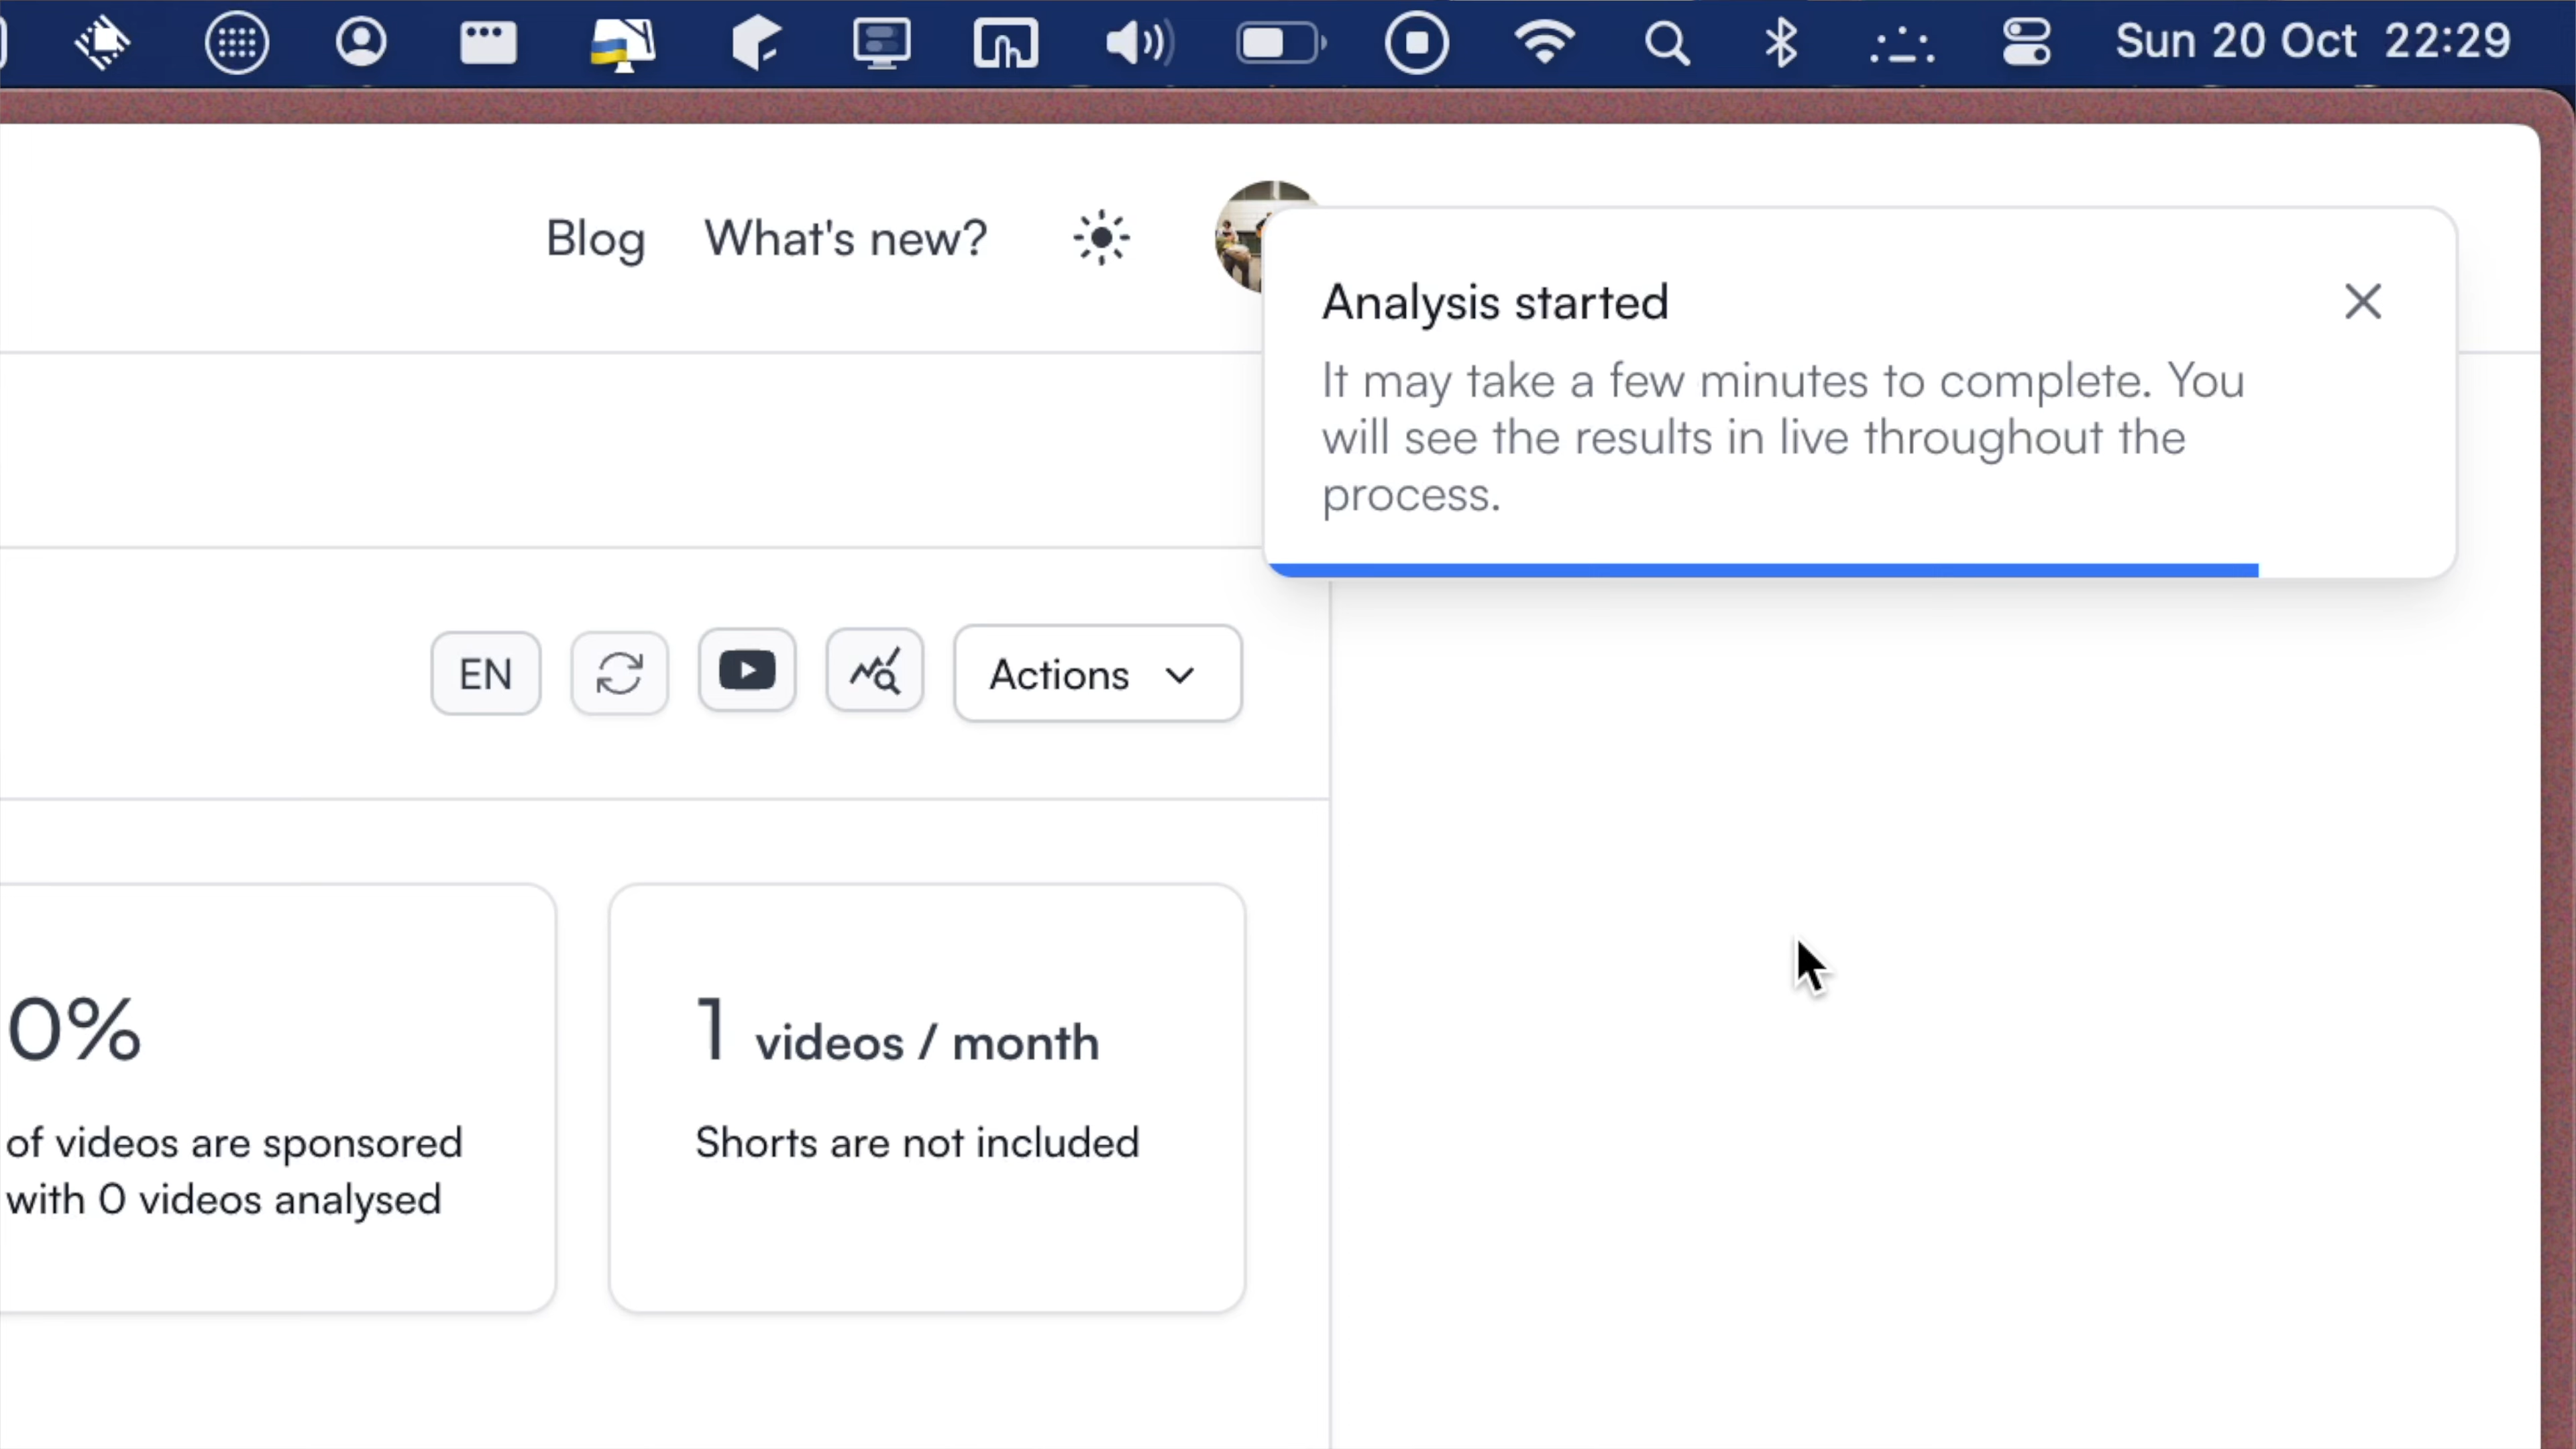 Sun 20 Oct 22:29
Blog What's new?
Analysis started
It may take a few minutes to complete. You
will see the results in live throughout the
process.
EN Actions
0%
of videos are sponsored
with 0 videos analysed
1 videos / month
Shorts are not included